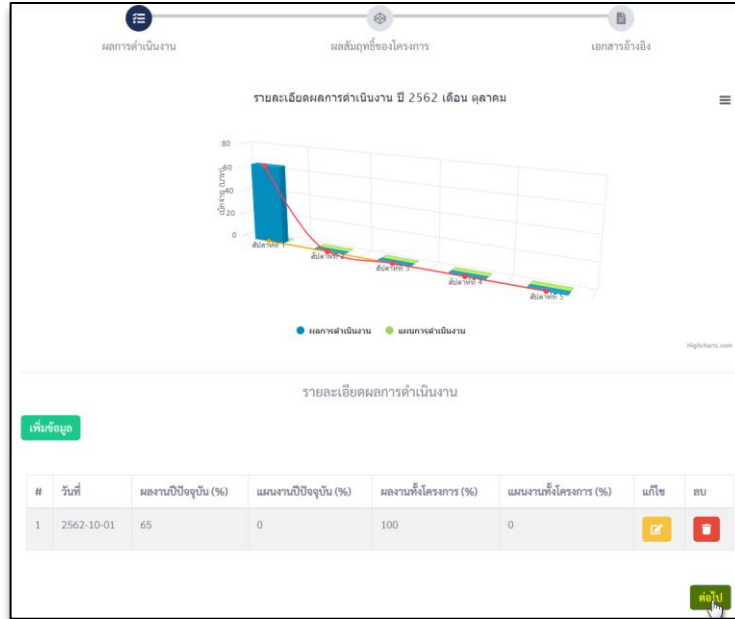 ผลการดำเนินงาน ผลสัมฤทธิ์ของโครงการ เอกสารอ้างอิง
รายละเอียดผลการดำเนินงาน ปี 2562 เดือน ตุลาคม
80
60
40
20
0
เบิกจ่าย (บาท)
สัปดาห์ที่ 1
สัปดาห์ที่ 2
สัปดาห์ที่ 3
สัปดาห์ที่ 4
สัปดาห์ที่ 5
ผลการดำเนินงาน แผนการดำเนินงาน
Highcharts.com
รายละเอียดผลการดำเนินงาน
เพิ่มข้อมูล
# วันที่ ผลงานปีปัจจุบัน (%) แผนงานปีปัจจุบัน (%) ผลงานทั้งโครงการ (%) แผนงานทั้งโครงการ (%) แก้ไข ลบ
1 2562-10-01 65 0 100 0
ต่อไป